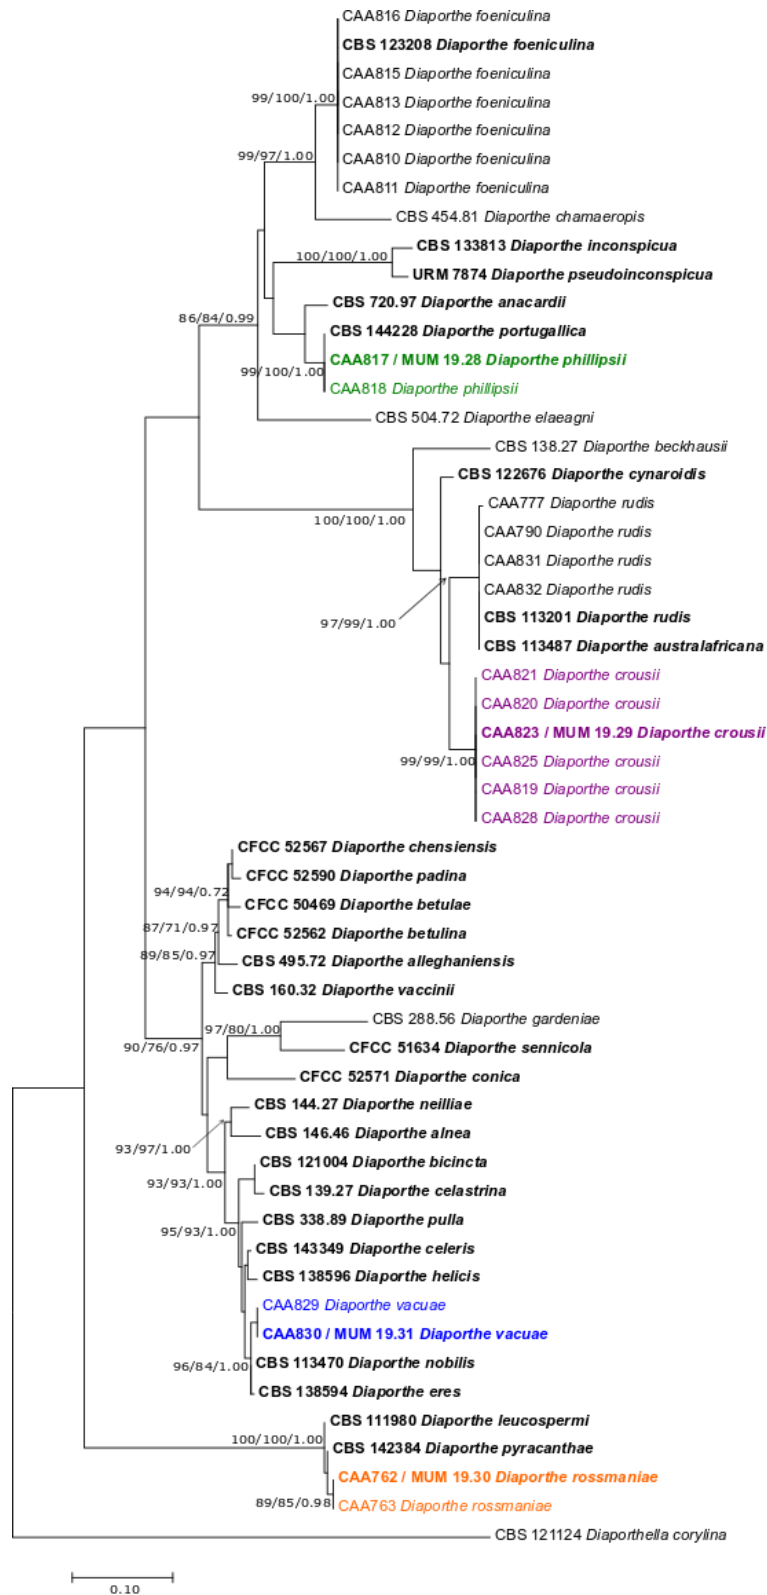 CAA816 Diaporthe foeniculina
CBS 123208 Diaporthe foeniculina
CAA815 Diaporthe foeniculina
99/100/1.00
CAA813 Diaporthe foeniculina
CAA812 Diaporthe foeniculina
99/97/1.00
CAA810 Diaporthe foeniculina
CAA811 Diaporthe foeniculina
CBS 454.81 Diaporthe chamaeropis
CBS 133813 Diaporthe inconspicua
100/100/1.00
URM 7874 Diaporthe pseudoinconspicua
CBS 720.97 Diaporthe anacardii
86/84/0.99
CBS 144228 Diaporthe portugallica
CAA817 / MUM 19.28 Diaporthe phillipsii
99/100/1.00
CAA818 Diaporthe phillipsii
CBS 504.72 Diaporthe elaeagni
CBS 138.27 Diaporthe beckhausii
CBS 122676 Diaporthe cynaroidis
CAA777 Diaporthe rudis
100/100/1.00
CAA790 Diaporthe rudis
CAA831 Diaporthe rudis
CAA832 Diaporthe rudis
CBS 113201 Diaporthe rudis
97/99/1.00
CBS 113487 Diaporthe australafricana
CAA821 Diaporthe crousii
CAA820 Diaporthe crousii
CAA823 / MUM 19.29 Diaporthe crousii
99/99/1.00
CAA825 Diaporthe crousii
CAA819 Diaporthe crousii
CAA828 Diaporthe crousii
CFCC 52567 Diaporthe chensiensis
CFCC 52590 Diaporthe padina
94/94/0.72
CFCC 50469 Diaporthe betulae
87/71/0.97
CFCC 52562 Diaporthe betulina
89/85/0.97
CBS 495.72 Diaporthe alleghaniensis
CBS 160.32 Diaporthe vaccinii
CBS 288.56 Diaporthe gardeniae
97/80/1.00
90/76/0.97
CFCC 51634 Diaporthe sennicola
CFCC 52571 Diaporthe conica
CBS 144.27 Diaporthe neilliae
CBS 146.46 Diaporthe alnea
93/97/1.00
CBS 121004 Diaporthe bicincta
93/93/1.00
CBS 139.27 Diaporthe celastrina
CBS 338.89 Diaporthe pulla
95/93/1.00
CBS 143349 Diaporthe celeris
CBS 138596 Diaporthe helicis
CAA829 Diaporthe vacuae
CAA830 / MUM 19.31 Diaporthe vacuae
CBS 113470 Diaporthe nobilis
96/84/1.00
CBS 138594 Diaporthe eres
CBS 111980 Diaporthe leucospermi
100/100/1.00
CBS 142384 Diaporthe pyracanthae
CAA762 / MUM 19.30 Diaporthe rossmaniae
89/85/0.98
CAA763 Diaporthe rossmaniae
CBS 121124 Diaporthella corylina
0.10